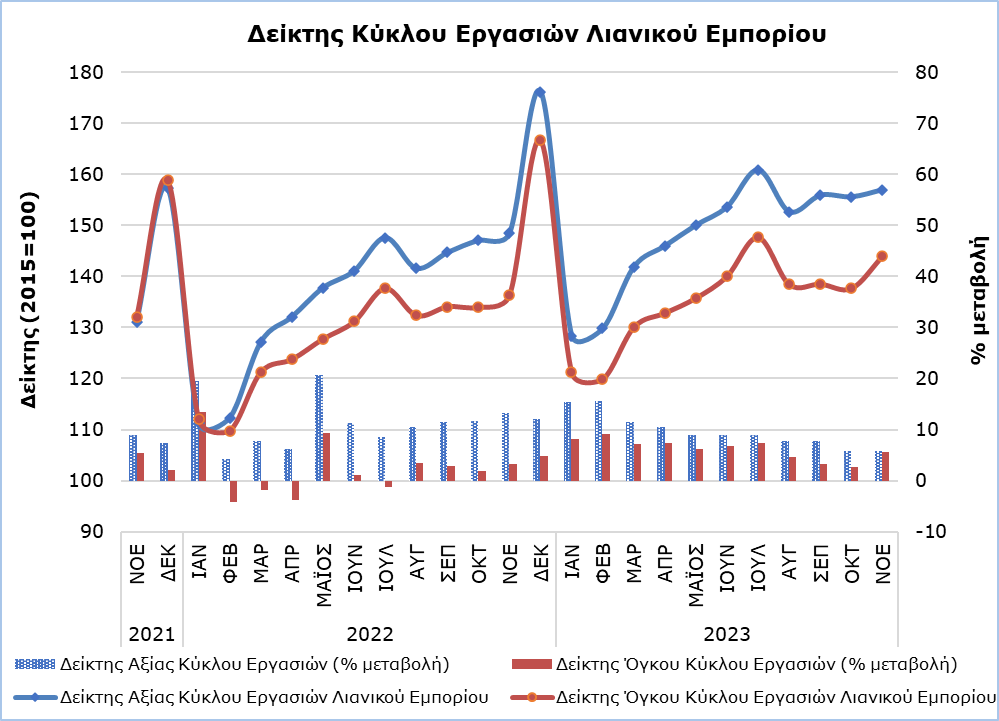 Δείκτης Κύκλου Εργασιών Λιανικού Εμπορίου
Δείκτης (2015=100)
180
170
160
150
140
130
120
110
100
90
80
70
60
50
40
30
20
10
0
-10
% μεταβολή
ΝΟΕ ΔΕΚ ΙΑΝ ΦΕΒ ΜΑΡ ΑΠΡ ΜΑΪΟΣ ΙΟΥΝ ΙΟΥΛ ΑΥΓ ΣΕΠ ΟΚΤ ΝΟΕ ΔΕΚ ΙΑΝ ΦΕΒ ΜΑΡ ΑΠΡ ΜΑΪΟΣ ΙΟΥΝ ΙΟΥΛ ΑΥΓ ΣΕΠ ΟΚΤ ΝΟΕ
2021 2022 2023
Δείκτης Αξίας Κύκλου Εργασιών (% μεταβολή) Δείκτης Όγκου Κύκλου Εργασιών (% μεταβολή)
Δείκτης Αξίας Κύκλου Εργασιών Λιανικού Εμπορίου Δείκτης Όγκου Κύκλου Εργασιών Λιανικού Εμπορίου